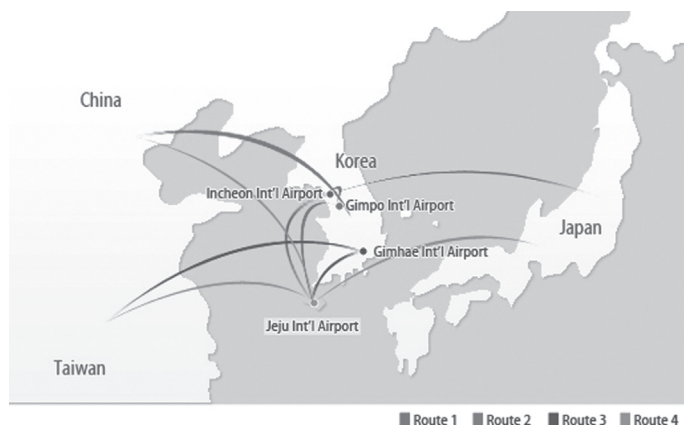 China
Korea
Incheon Int'l Airport
Gimpo Int'l Airport
Japan
Gimhae Int'l Airport
Jeju Int'l Airport
Taiwan
Route 1 Route 2 Route 3 Route 4